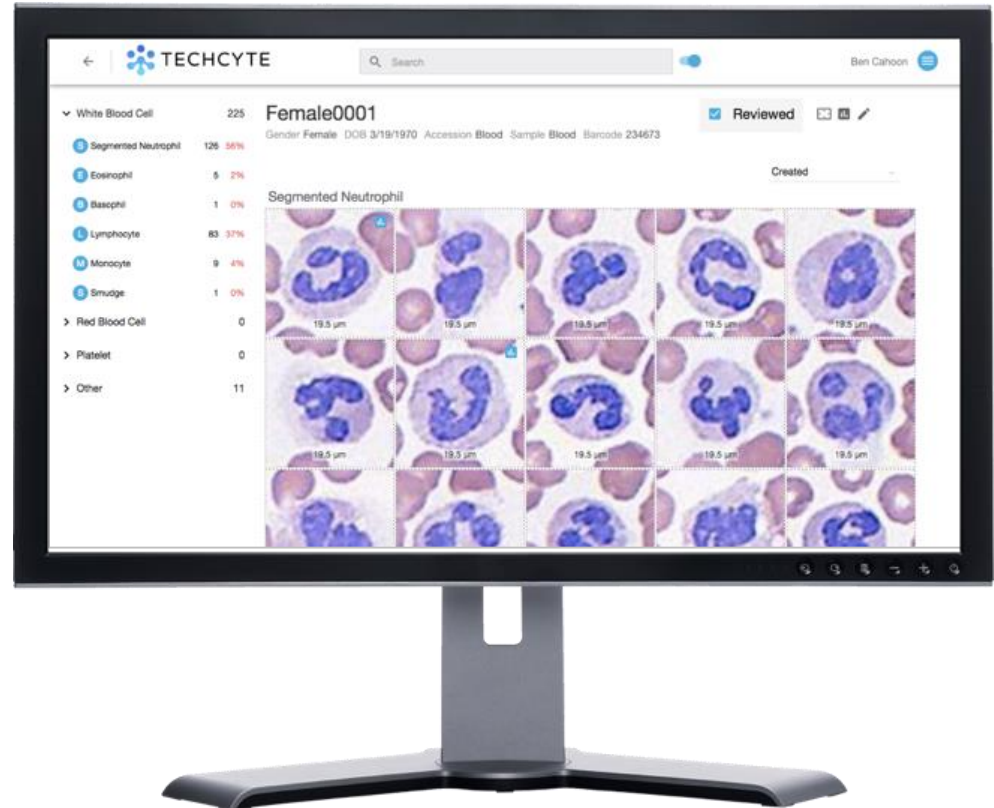 TECHCYTE
Search
Ben Cahoon
White Blood Cell 225
Segmented Neutrophil 126 56%
Eosinophil 5 2%
Basophil 1 0%
Lymphocyte 83 37%
Monocyte 9 4%
Smudge 1 0%
Red Blood Cell 0
Platelet 0
Other 11
Female0001
Gender Female DOB 3/19/1970 Accession Blood Sample Blood Barcode 234673
Reviewed
Created
Segmented Neutrophil
19.5 µm 19.5 µm 19.5 µm 19.5 µm 19.5 µm
19.5 µm 19.5 µm 19.5 µm 19.5 µm 19.5 µm